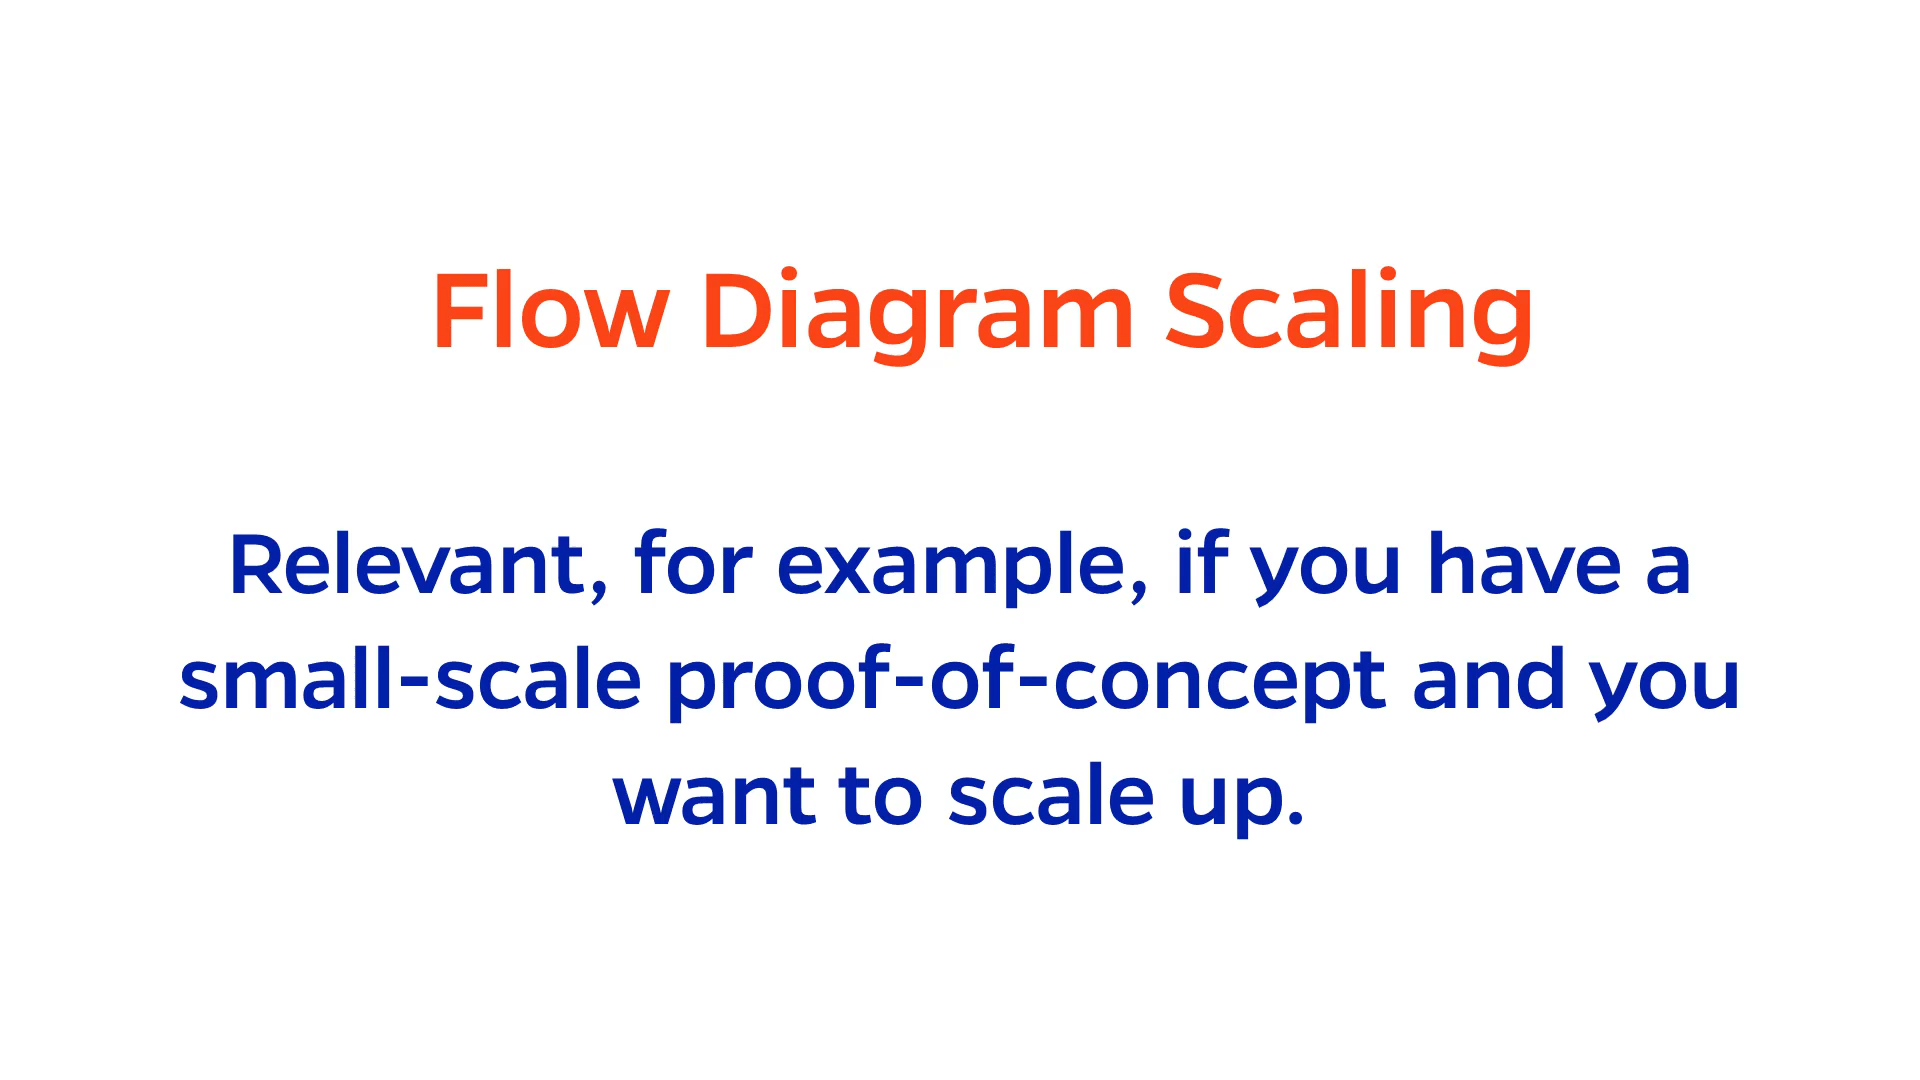 Flow Diagram Scaling
Relevant, for example, if you have a
small-scale proof-of-concept and you
want to scale up.